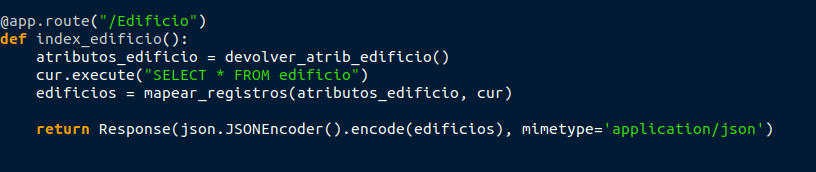 @app.route("/Edificio")
def index_edificio():
    atributos_edificio = devolver_atrib_edificio()
    cur.execute("SELECT * FROM edificio")
    edificios = mapear_registros(atributos_edificio, cur)
    return Response(json.JSONEncoder().encode(edificios), mimetype='application/json')